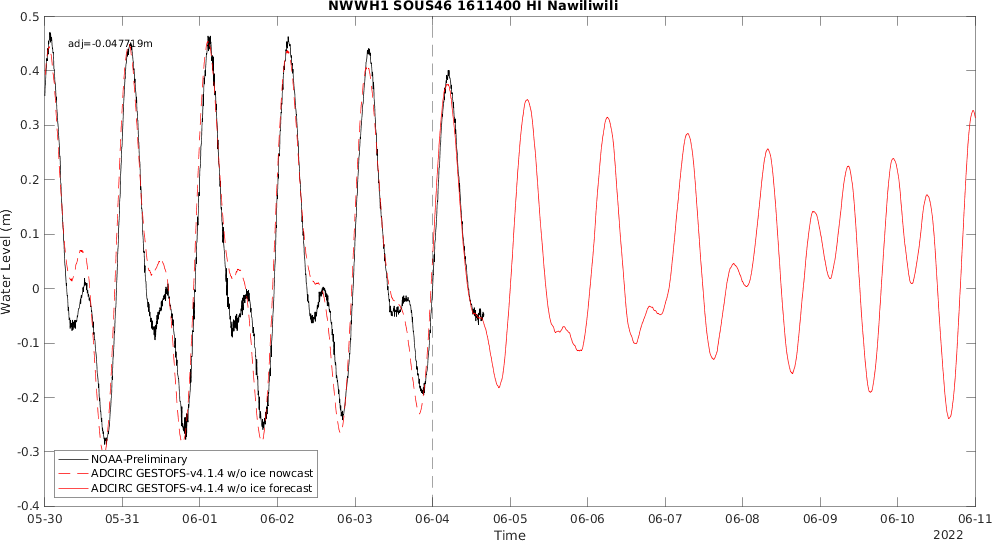 NWWH1 SOUS46 1611400 HI Nawiliwili
adj=-0.047719m
Water Level (m)
0.5
0.4
0.3
0.2
0.1
0
-0.1
-0.2
-0.3
-0.4
NOAA-Preliminary
ADCIRC GESTOFS-v4.1.4 w/o ice nowcast
ADCIRC GESTOFS-v4.1.4 w/o ice forecast
05-30 05-31 06-01 06-02 06-03 06-04 06-05 06-06 06-07 06-08 06-09 06-10 06-11
Time
2022